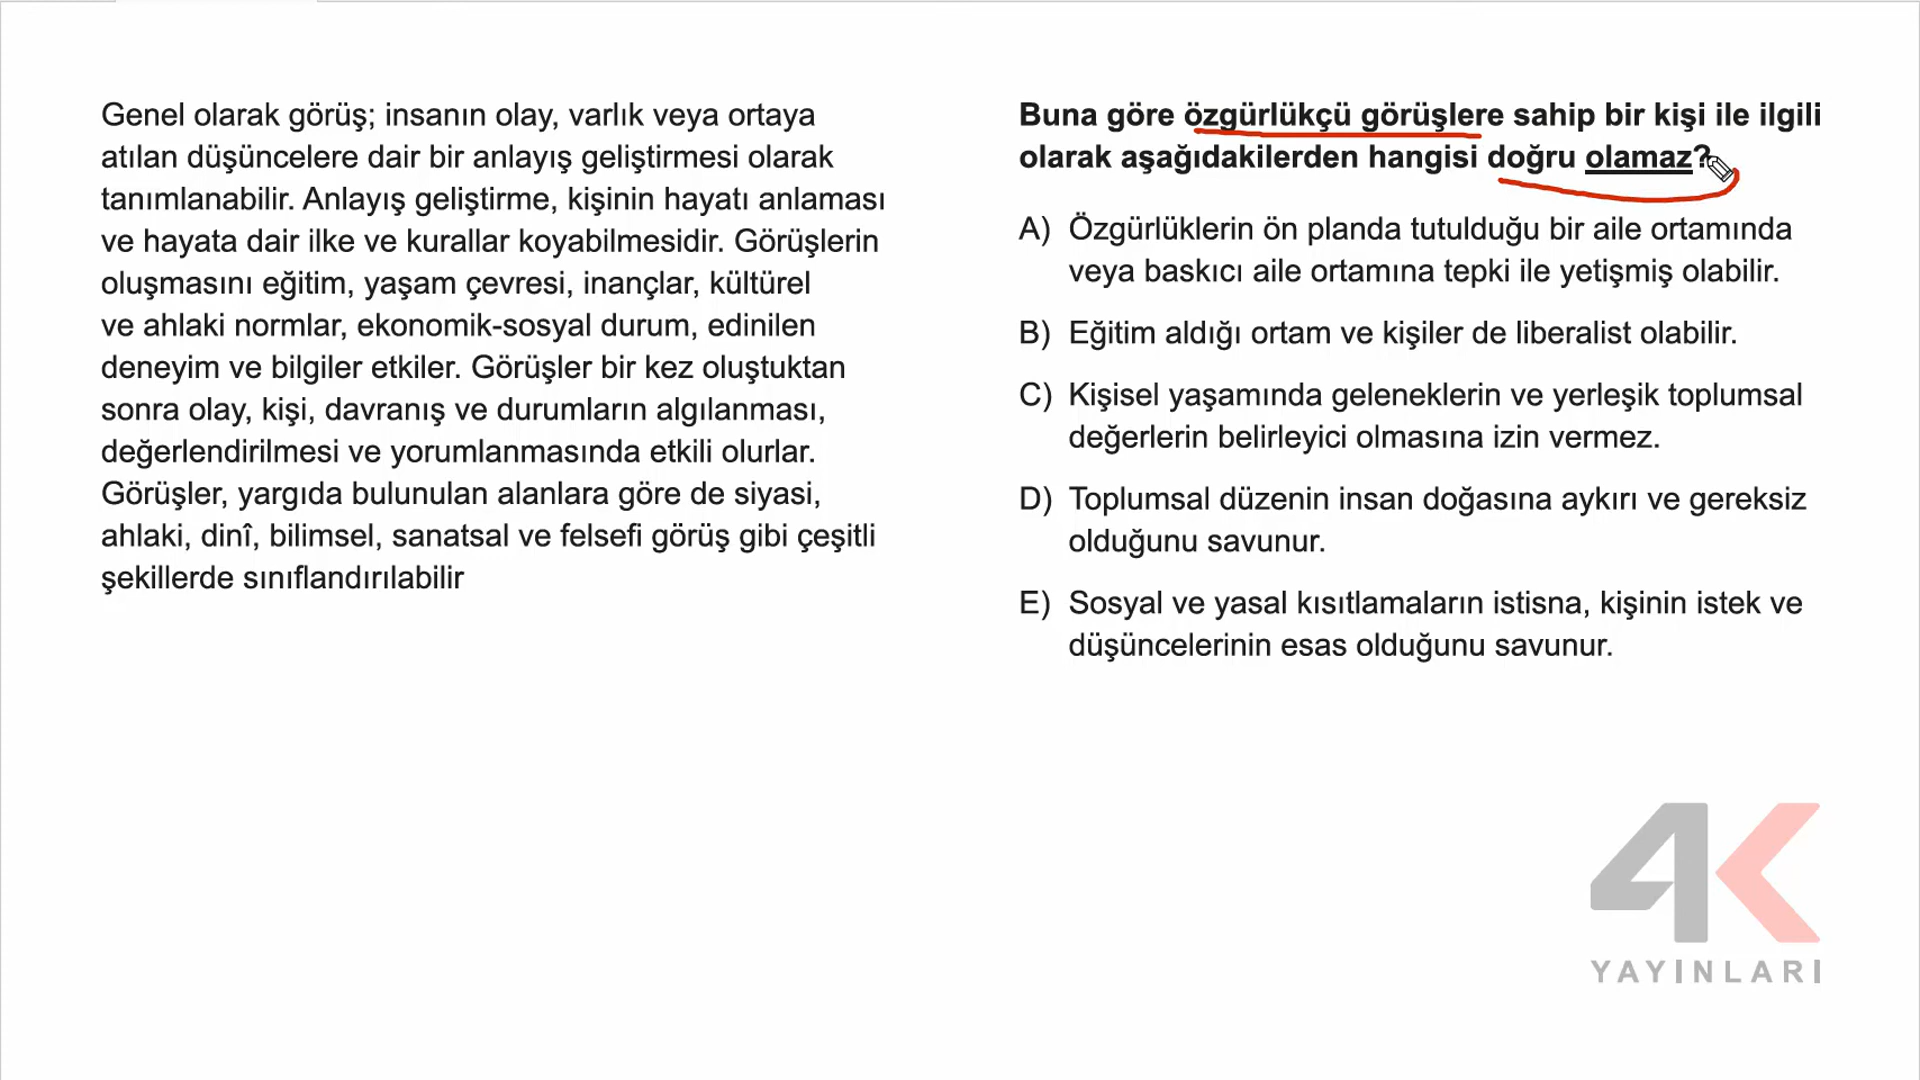 Genel olarak görüş; insanın olay, varlık veya ortaya
atılan düşüncelere dair bir anlayış geliştirmesi olarak
tanımlanabilir. Anlayış geliştirme, kişinin hayatı anlaması
ve hayata dair ilke ve kurallar koyabilmesidir. Görüşlerin
oluşmasını eğitim, yaşam çevresi, inançlar, kültürel
ve ahlaki normlar, ekonomik-sosyal durum, edinilen
deneyim ve bilgiler etkiler. Görüşler bir kez oluştuktan
sonra olay, kişi, davranış ve durumların algılanması,
değerlendirilmesi ve yorumlanmasında etkili olurlar.
Görüşler, yargıda bulunulan alanlara göre de siyasi,
ahlaki, dinî, bilimsel, sanatsal ve felsefi görüş gibi çeşitli
şekillerde sınıflandırılabilir
Buna göre özgürlükçü görüşlere sahip bir kişi ile ilgili
olarak aşağıdakilerden hangisi doğru olamaz?
A) Özgürlüklerin ön planda tutulduğu bir aile ortamında
veya baskıcı aile ortamına tepki ile yetişmiş olabilir.
B) Eğitim aldığı ortam ve kişiler de liberalist olabilir.
C) Kişisel yaşamında geleneklerin ve yerleşik toplumsal
değerlerin belirleyici olmasına izin vermez.
D) Toplumsal düzenin insan doğasına aykırı ve gereksiz
olduğunu savunur.
E) Sosyal ve yasal kısıtlamaların istisna, kişinin istek ve
düşüncelerinin esas olduğunu savunur.
4K
YAYINLARI